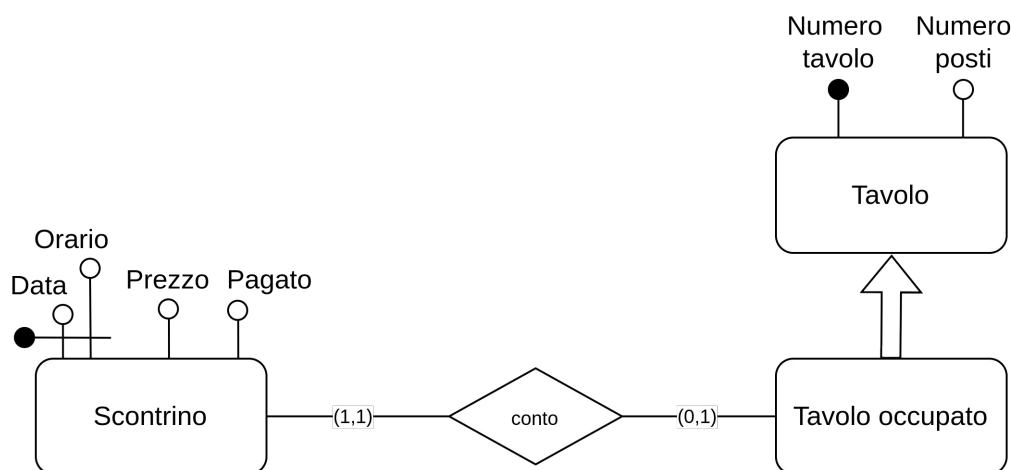 Numero
tavolo
Numero
posti
Tavolo
Orario
Data
Prezzo
Pagato
Scontrino
(1,1)
conto
(0,1)
Tavolo occupato